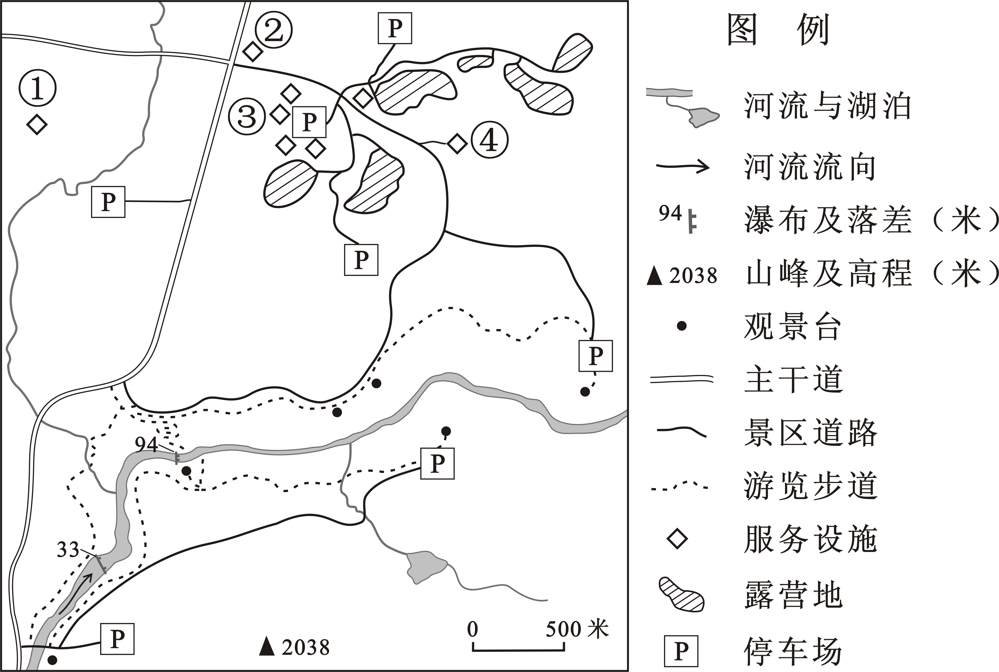 ②
P
①
③
P
④
P
P
P
94
P
33
P
2038
0 500 米
图 例
河流与湖泊
河流流向
94 瀑布及落差（米）
2038 山峰及高程（米）
观景台
主干道
景区道路
游览步道
服务设施
露营地
P 停车场